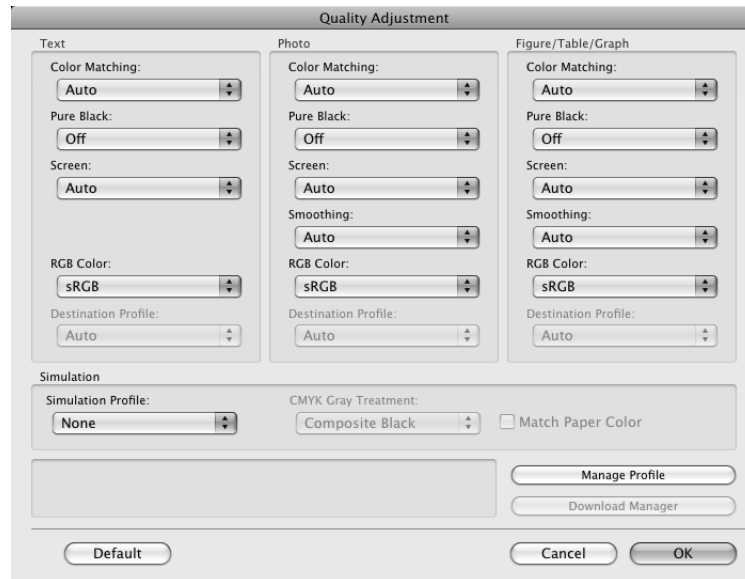 Quality Adjustment
Text
Color Matching:
Auto
Pure Black:
Off
Screen:
Auto
RGB Color:
sRGB
Destination Profile:
Auto
Photo
Color Matching:
Auto
Pure Black:
Off
Screen:
Auto
Smoothing:
Auto
RGB Color:
sRGB
Destination Profile:
Auto
Figure/Table/Graph
Color Matching:
Auto
Pure Black:
Off
Screen:
Auto
Smoothing:
Auto
RGB Color:
sRGB
Destination Profile:
Auto
Simulation
Simulation Profile:
None
CMYK Gray Treatment:
Composite Black
Match Paper Color
Manage Profile
Download Manager
Default
Cancel
OK